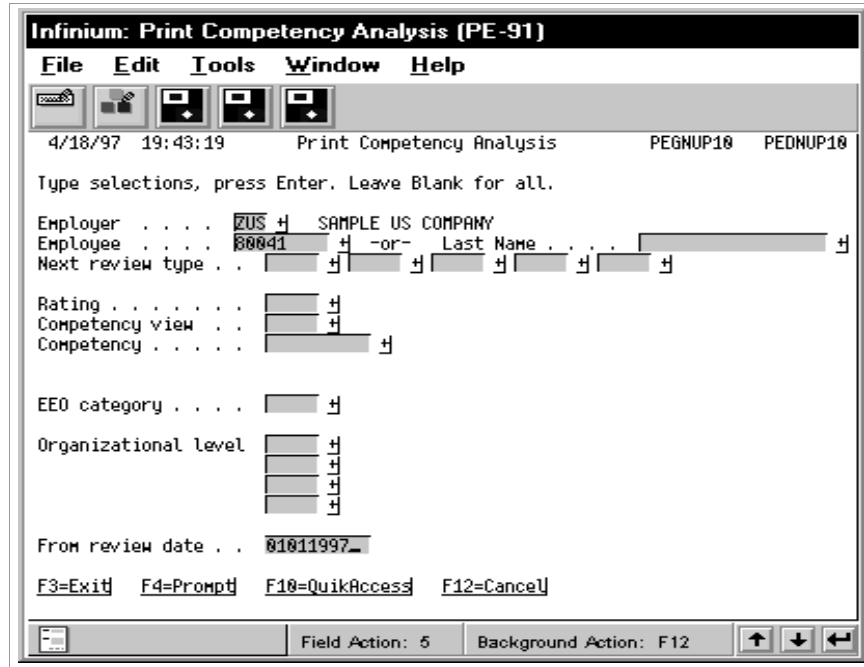 Infinium: Print Competency Analysis (PE-91)
File Edit Tools Window Help
4/18/97 19:43:19 Print Competency Analysis PEGNUP10 PEDNUP10
Type selections, press Enter. Leave Blank for all.
Employer . . . . ZUS + SAMPLE US COMPANY
Employee . . . . 80041 + -or- Last Name . . . . +
Next review type . . + + + + +
Rating . . . . . . . +
Competency view . . +
Competency . . . . . +
EEO category . . . . +
Organizational level +
+
+
+
From review date . . 01011997_
F3=Exit F4=Prompt F10=QuikAccess F12=Cancel
Field Action: 5 Background Action: F12